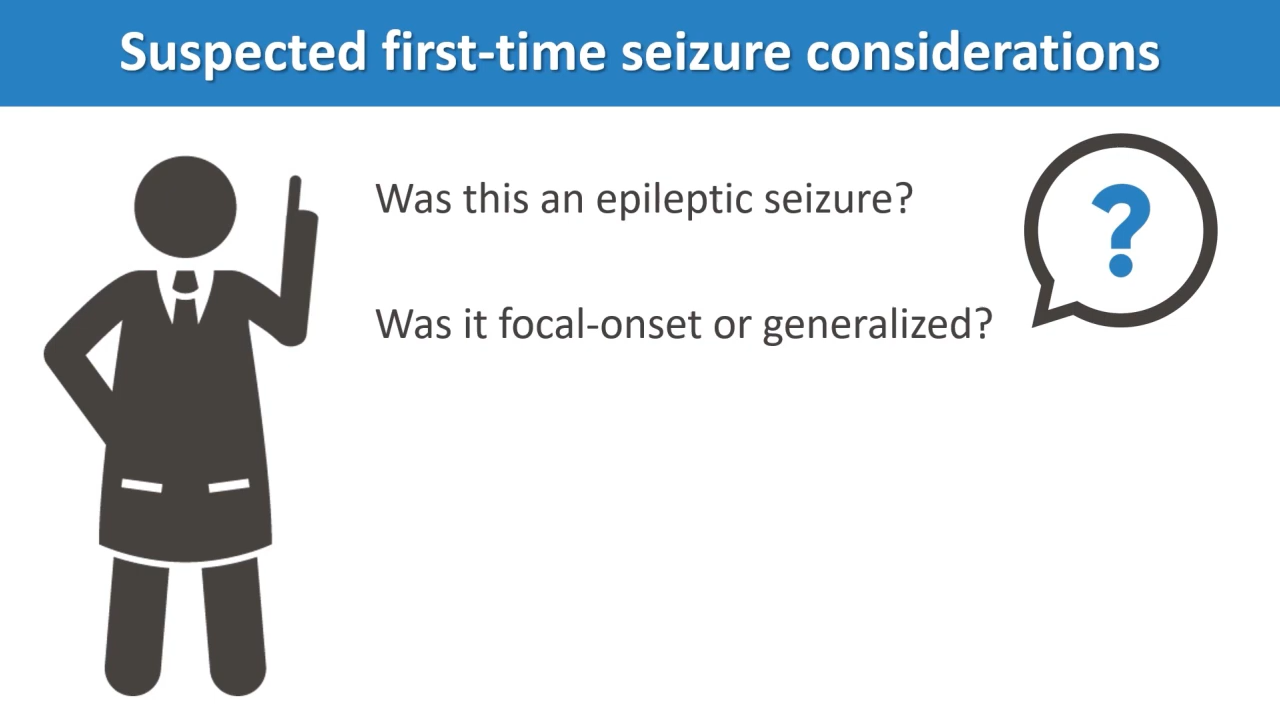 Suspected first-time seizure considerations
Was this an epileptic seizure?
Was it focal-onset or generalized?
?